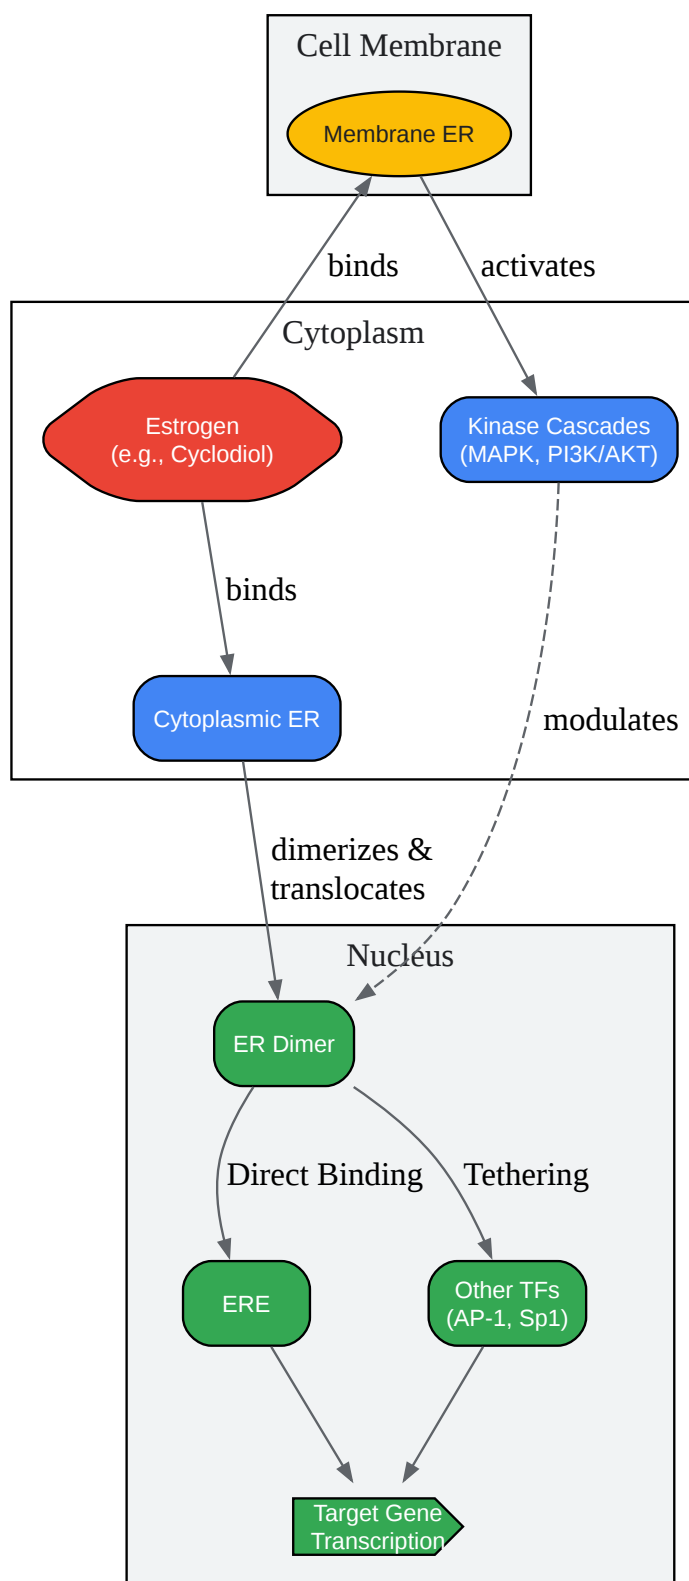 Cell Membrane
Membrane ER
binds
activates
Cytoplasm
Estrogen
(e.g., Cyclodiol)
Kinase Cascades
(MAPK, PI3K/AKT)
binds
Cytoplasmic ER
modulates
dimerizes &
translocates
Nucleus
ER Dimer
Direct Binding
Tethering
ERE
Other TFs
(AP-1, Sp1)
Target Gene
Transcription